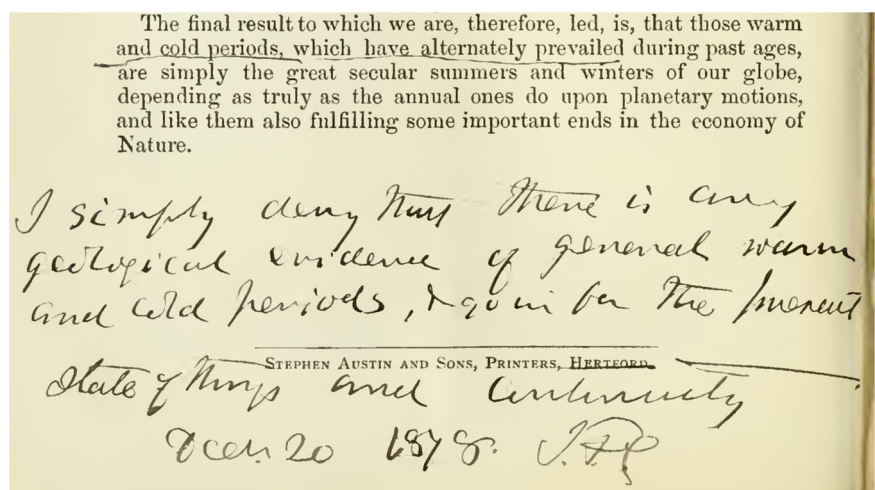 The final result to which we are, therefore, led, is, that those warm
and cold periods, which have alternately prevailed during past ages,
are simply the great secular summers and winters of our globe,
depending as truly as the annual ones do upon planetary motions,
and like them also fulfilling some important ends in the economy of
Nature.
I simply deny that there is any
geological evidence of general warm
and cold periods, & go in for the present
STEPHEN AUSTIN AND SONS, PRINTERS, HERTFORD.
State of things and continuity
20 1878.